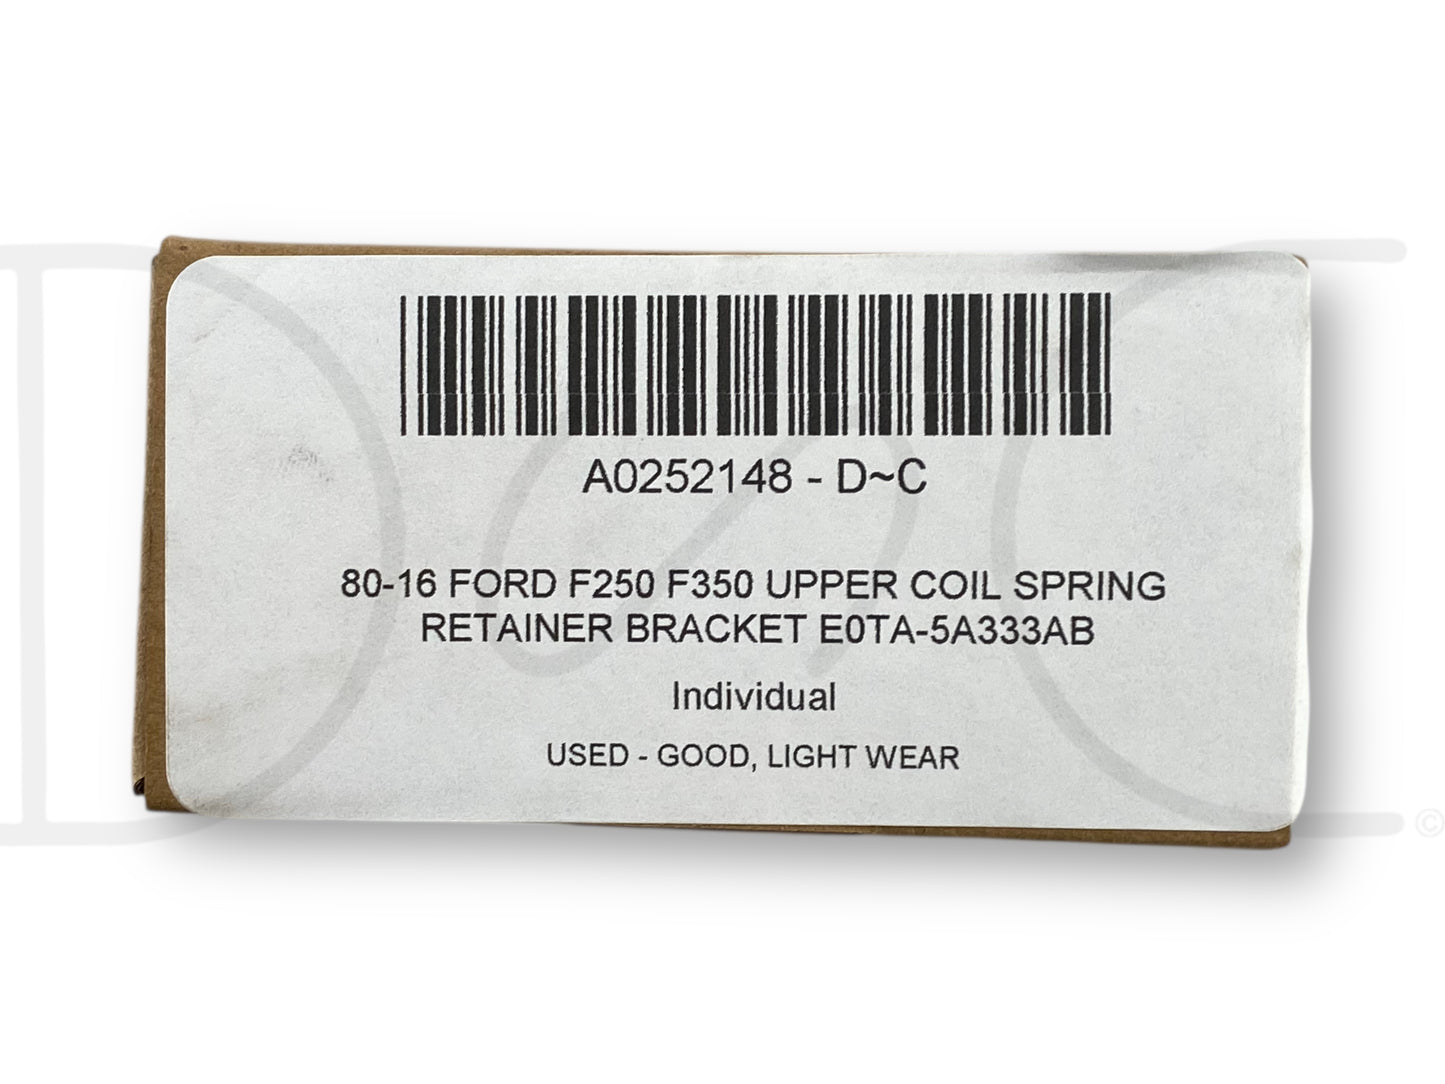 A0252148 - D~C
80-16 FORD F250 F350 UPPER COIL SPRING
RETAINER BRACKET E0TA-5A333AB
Individual
USED - GOOD, LIGHT WEAR
D C
©